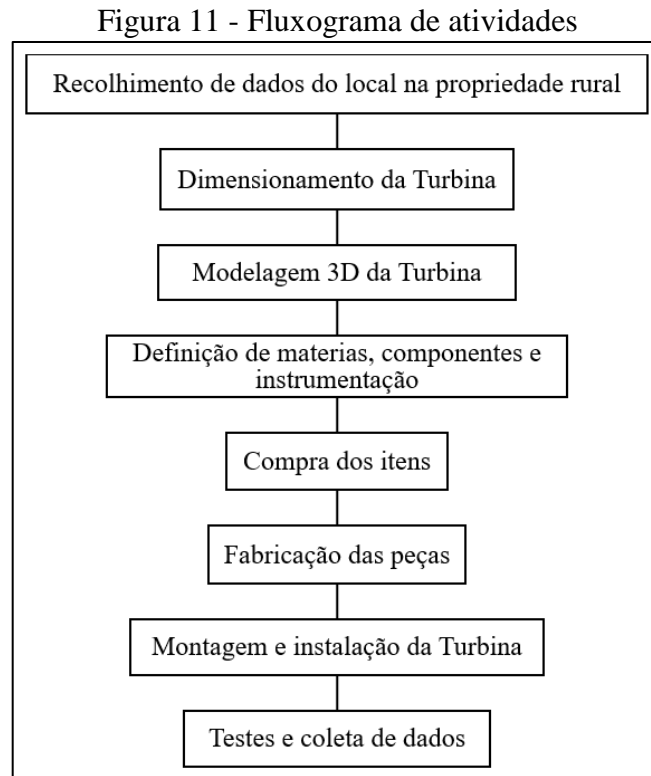 Figura 11 - Fluxograma de atividades
Recolhimento de dados do local na propriedade rural
Dimensionamento da Turbina
Modelagem 3D da Turbina
Definição de materias, componentes e
instrumentação
Compra dos itens
Fabricação das peças
Montagem e instalação da Turbina
Testes e coleta de dados